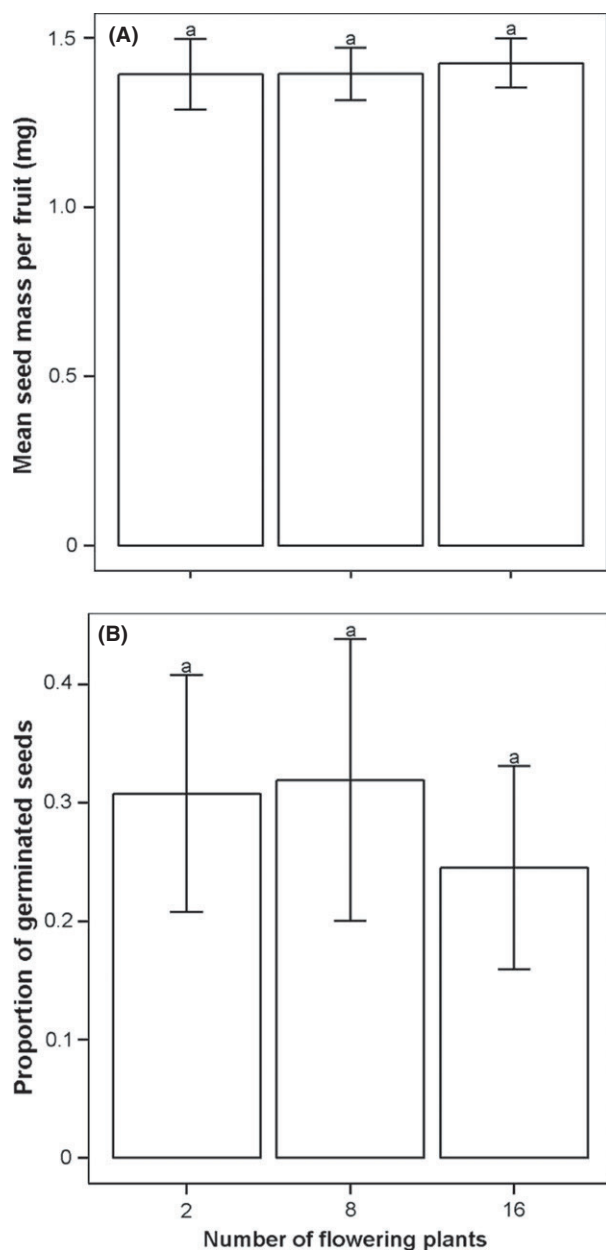 (A)
Mean seed mass per fruit (mg)
1.5
1.0
0.5
0
a a a
(B)
Proportion of germinated seeds
0.4
0.3
0.2
0.1
0
a a a
2 8 16
Number of flowering plants